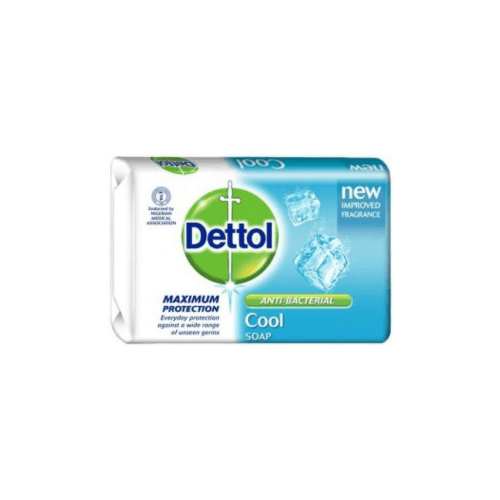 Dettol
Cool
new
Endorsed by
NIGERIAN
MEDICAL
ASSOCIATION
Dettol
new
IMPROVED
FRAGRANCE
MAXIMUM
PROTECTION
Everyday protection
against a wide range
of unseen germs
ANTI-BACTERIAL
Cool
SOAP